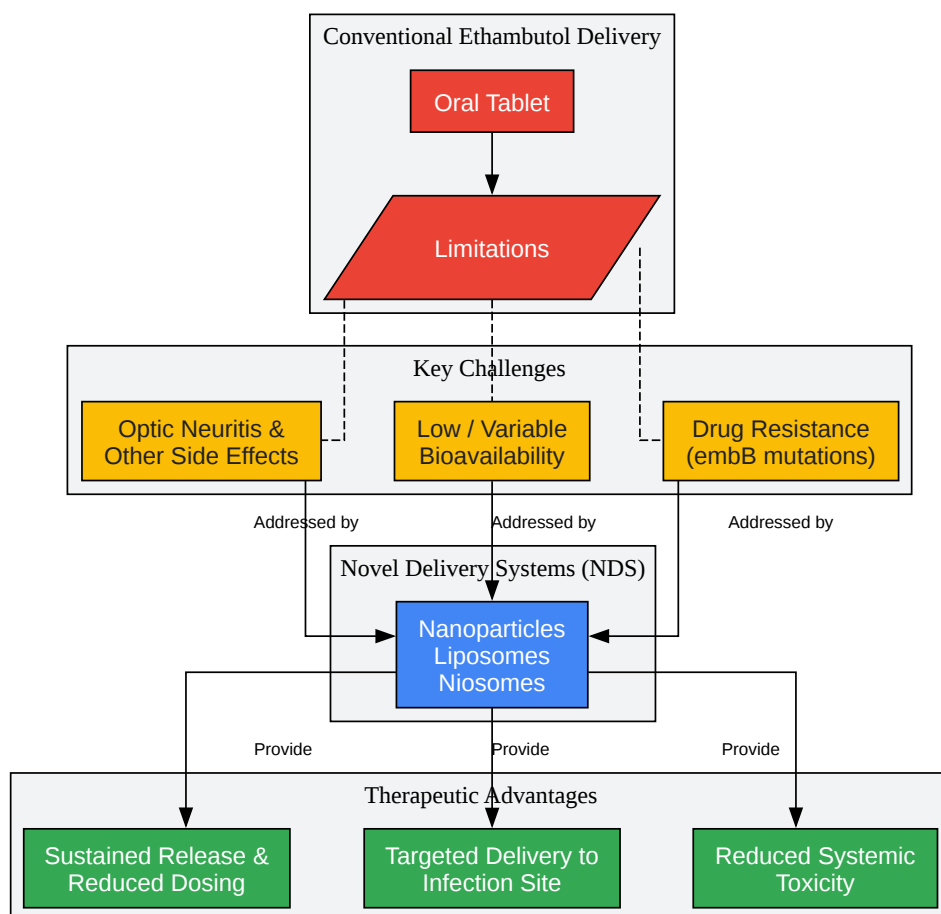 Conventional Ethambutol Delivery
Oral Tablet
Limitations
Key Challenges
Optic Neuritis &
Other Side Effects
Low / Variable
Bioavailability
Drug Resistance
(embB mutations)
Addressed by
Addressed by
Addressed by
Novel Delivery Systems (NDS)
Nanoparticles
Liposomes
Niosomes
Provide
Provide
Provide
Therapeutic Advantages
Sustained Release &
Reduced Dosing
Targeted Delivery to
Infection Site
Reduced Systemic
Toxicity